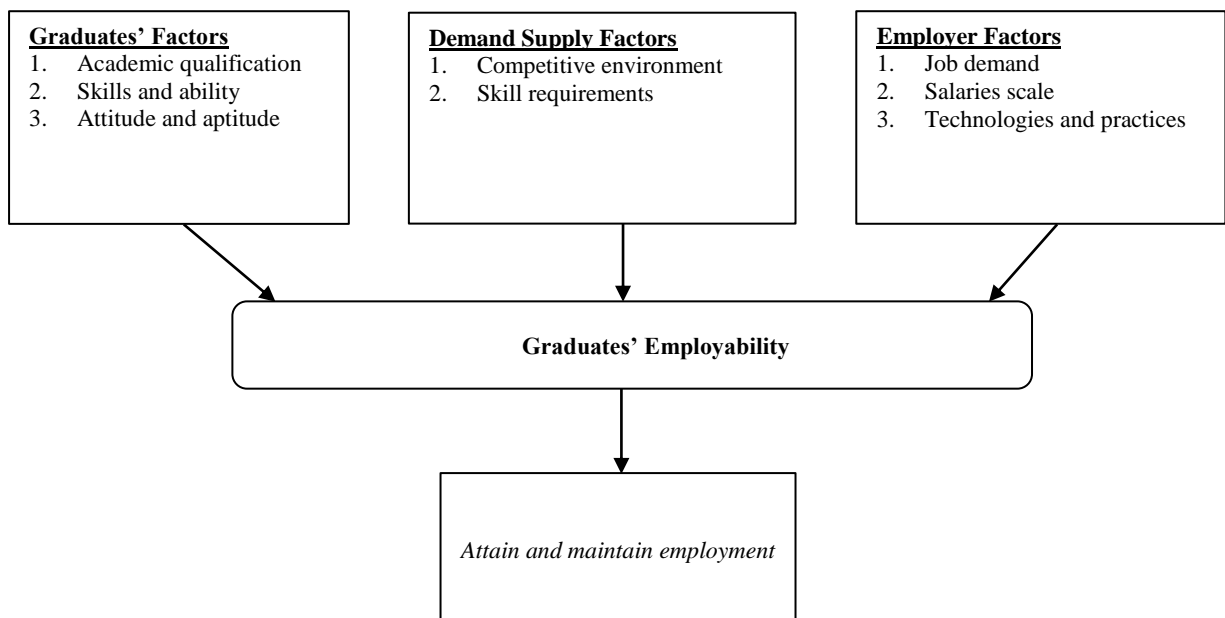 Graduates’ Factors
1. Academic qualification
2. Skills and ability
3. Attitude and aptitude
Demand Supply Factors
1. Competitive environment
2. Skill requirements
Employer Factors
1. Job demand
2. Salaries scale
3. Technologies and practices
Graduates’ Employability
Attain and maintain employment